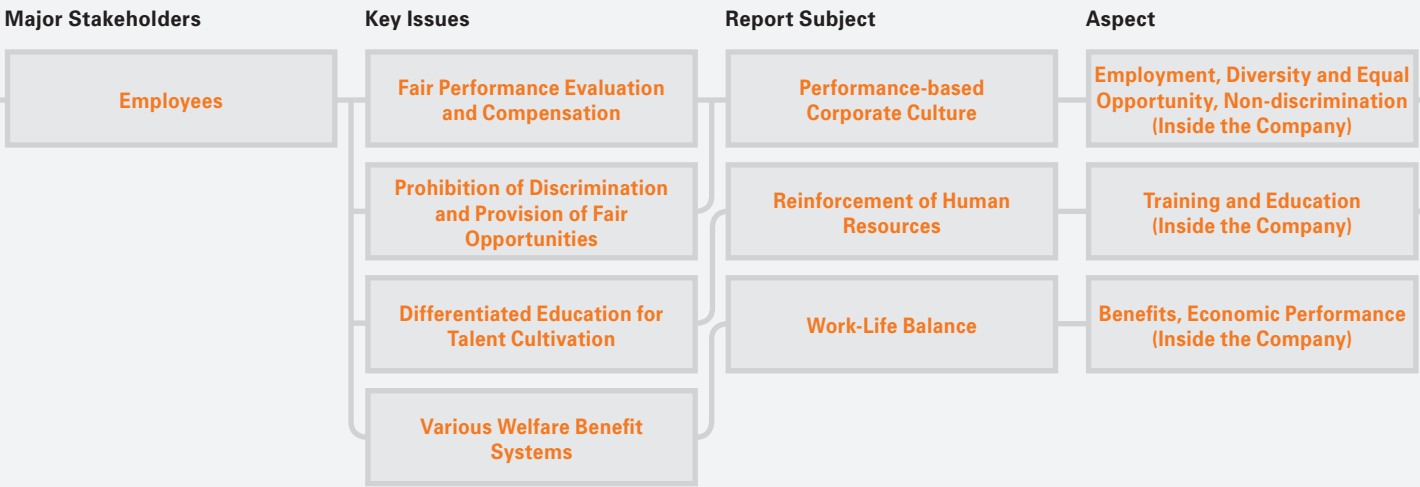 Major Stakeholders
Key Issues
Report Subject
Aspect
Employees
Fair Performance Evaluation
and Compensation
Performance-based
Corporate Culture
Employment, Diversity and Equal
Opportunity, Non-discrimination
(Inside the Company)
Prohibition of Discrimination
and Provision of Fair
Opportunities
Reinforcement of Human
Resources
Training and Education
(Inside the Company)
Differentiated Education for
Talent Cultivation
Work-Life Balance
Benefits, Economic Performance
(Inside the Company)
Various Welfare Benefit
Systems